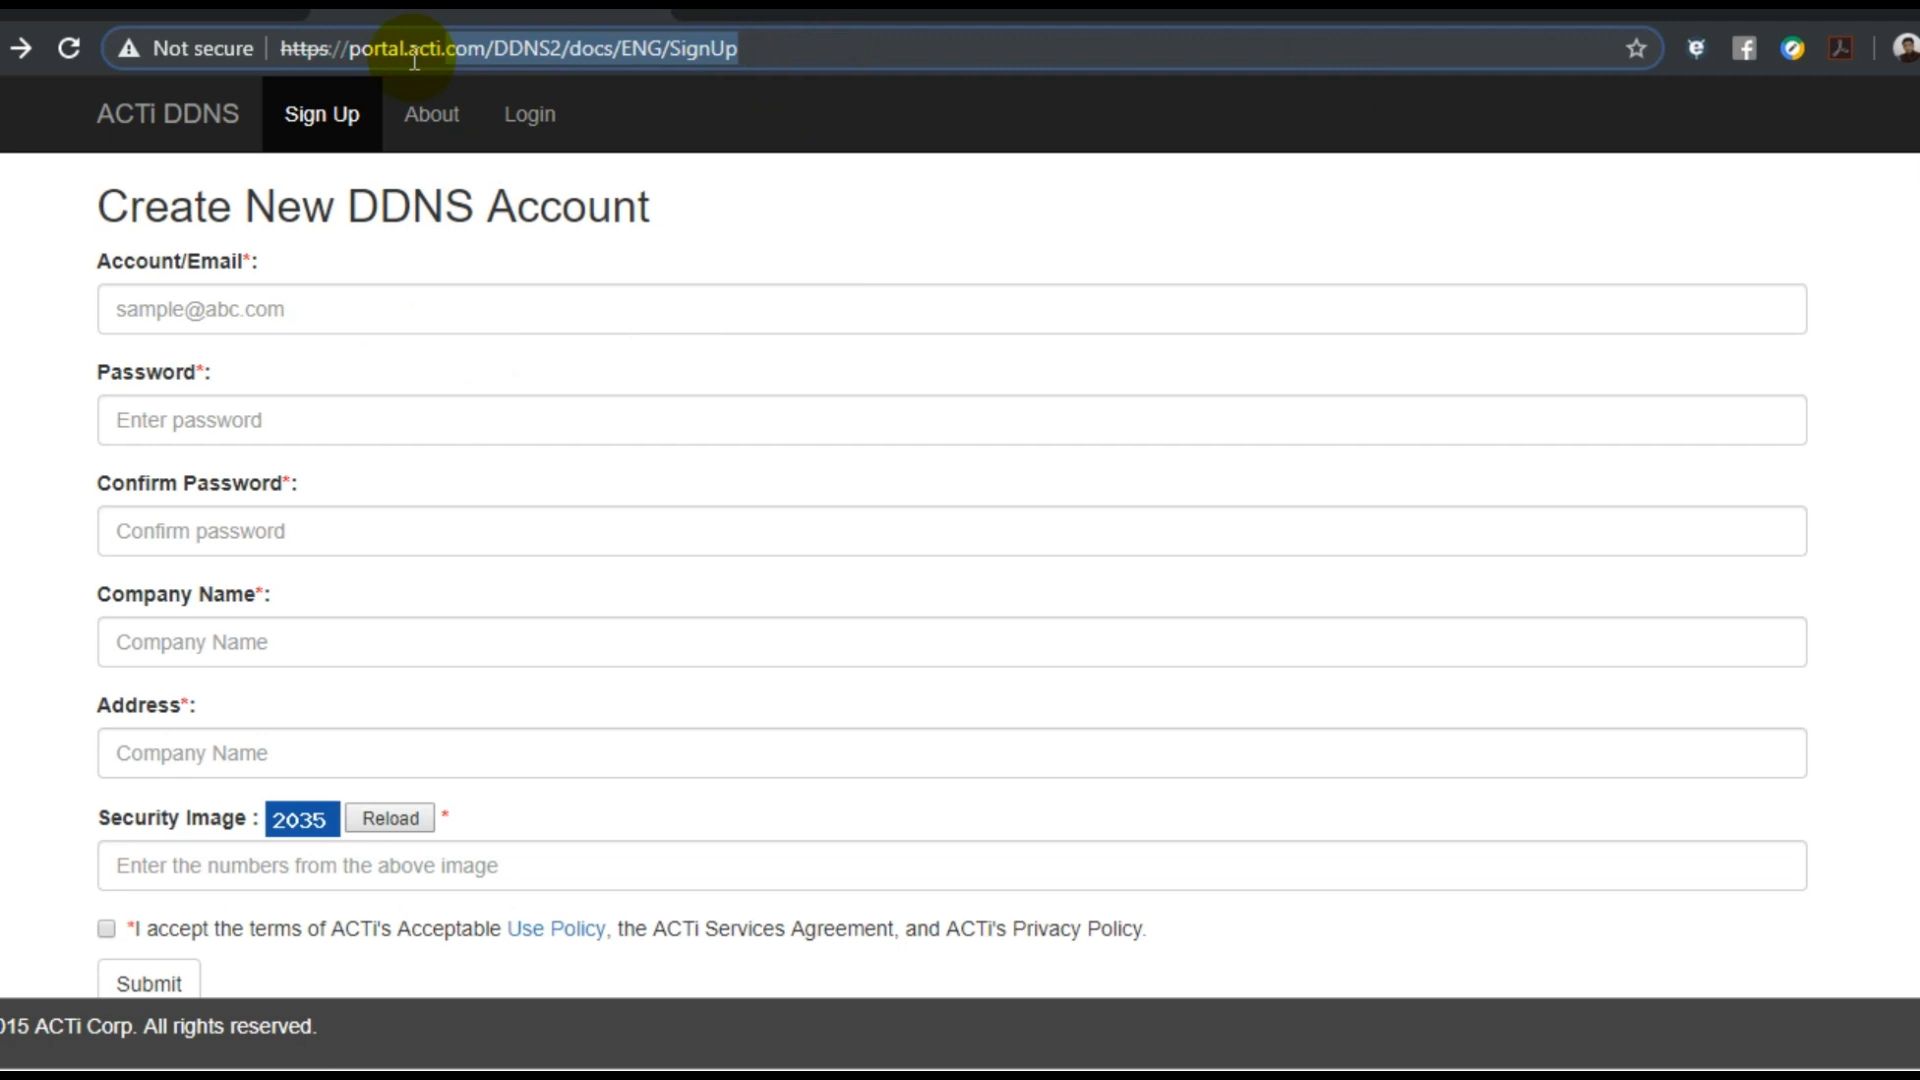 Not secure | https://portal.acti.com/DDNS2/docs/ENG/SignUp
ACTi DDNS Sign Up About Login
Create New DDNS Account
Account/Email*:
sample@abc.com
Password*:
Enter password
Confirm Password*:
Confirm password
Company Name*:
Company Name
Address*:
Company Name
Security Image : 2035 Reload *
Enter the numbers from the above image
*I accept the terms of ACTi's Acceptable Use Policy, the ACTi Services Agreement, and ACTi's Privacy Policy.
Submit
015 ACTi Corp. All rights reserved.